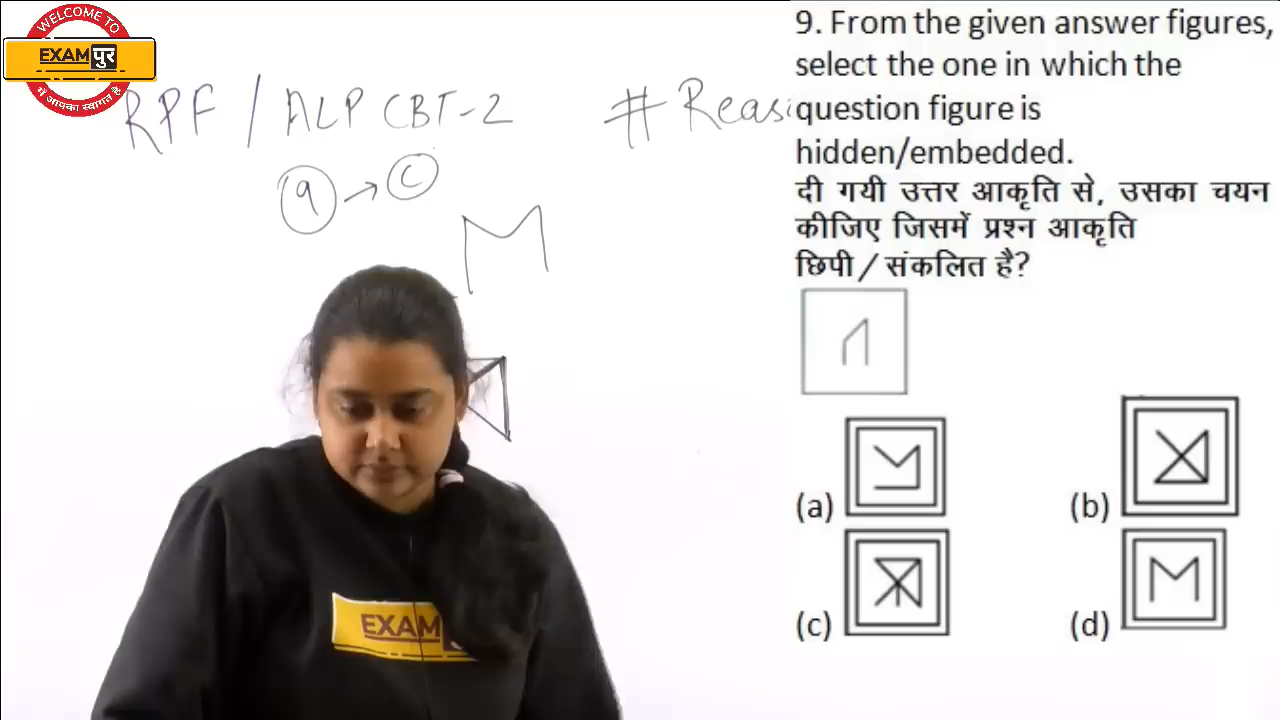 WELCOME TO
EXAMपुर
में आपका स्वागत है
RPF / ALP CBT-2 # Reas
9 → C
M
EXAM
9. From the given answer figures,
select the one in which the
question figure is
hidden/embedded.
दी गयी उत्तर आकृति से, उसका चयन
कीजिए जिसमें प्रश्न आकृति
छिपी/संकलित है?
(a)
(b)
(c)
(d)